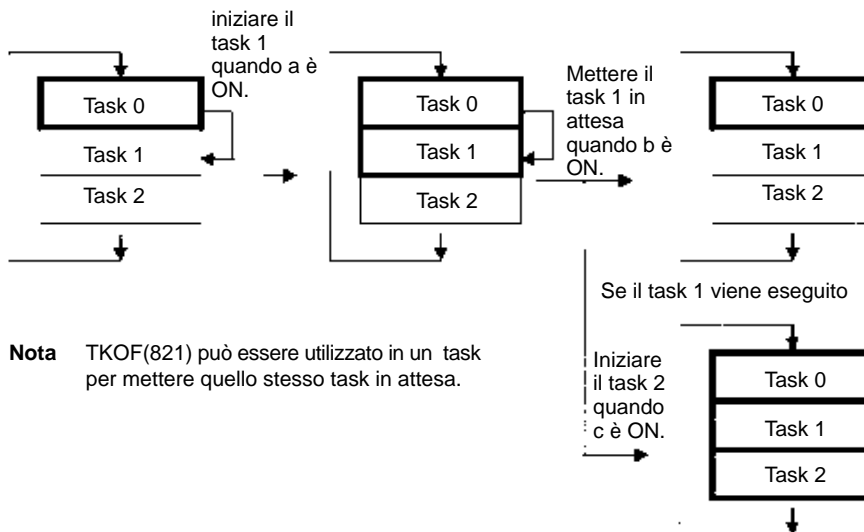 iniziare il
task 1
quando a è
ON.
Task 0
Task 1
Task 2
Task 0
Task 1
Task 2
Mettere il
task 1 in
attesa
quando b è
ON.
Task 0
Task 1
Task 2
Se il task 1 viene eseguito
Nota TKOF(821) può essere utilizzato in un task
per mettere quello stesso task in attesa.
Iniziare
il task 2
quando
c è ON.
Task 0
Task 1
Task 2